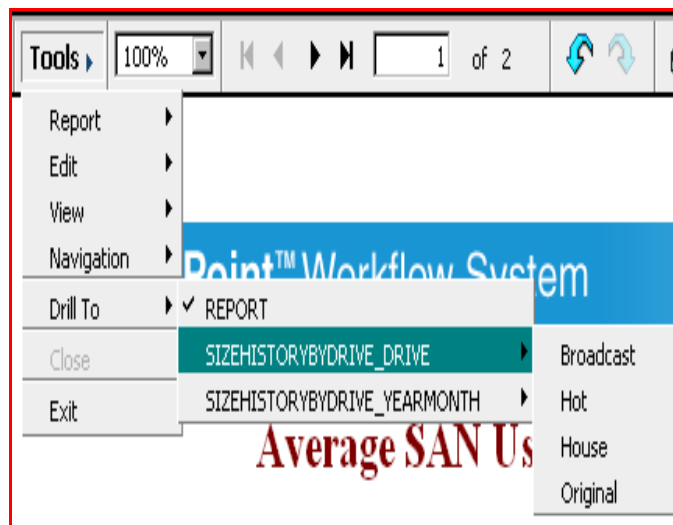 Tools 100% 1 of 2
Report
Edit
View
Navigation
Point™ Workflow System
Drill To
REPORT
Close
SIZEHISTORYBYDRIVE_DRIVE
Broadcast
Exit
SIZEHISTORYBYDRIVE_YEARMONTH
Hot
Average SAN Us
House
Original